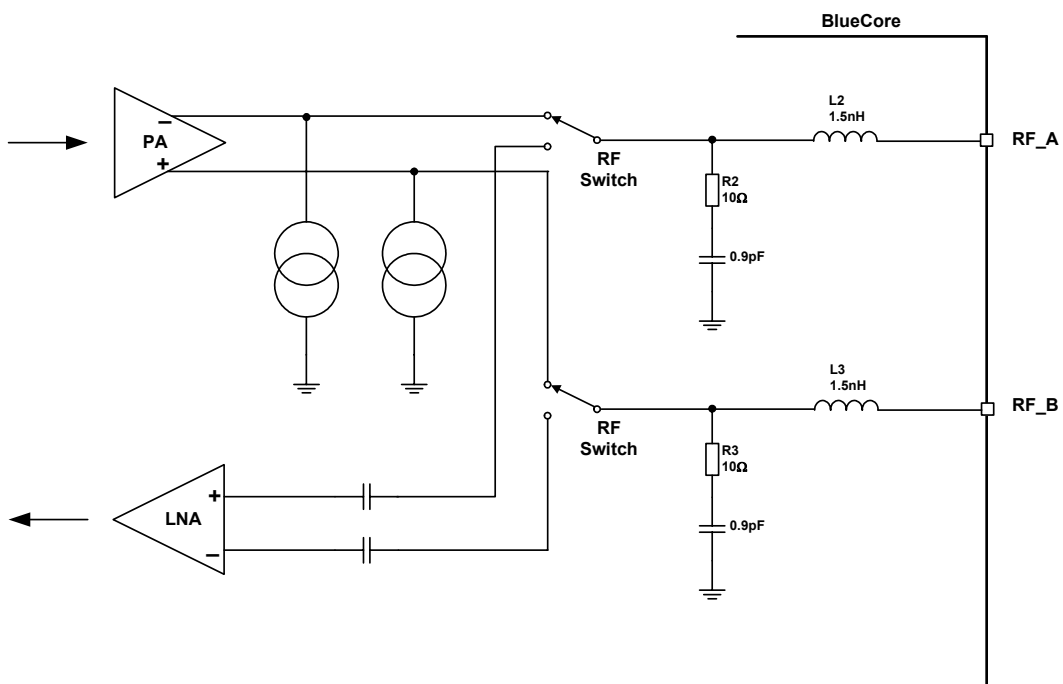 BlueCore
L2
1.5nH
−
PA
+
RF_A
RF
Switch
R2
10Ω
0.9pF
L3
1.5nH
RF_B
RF
Switch
R3
10Ω
+
LNA
−
0.9pF